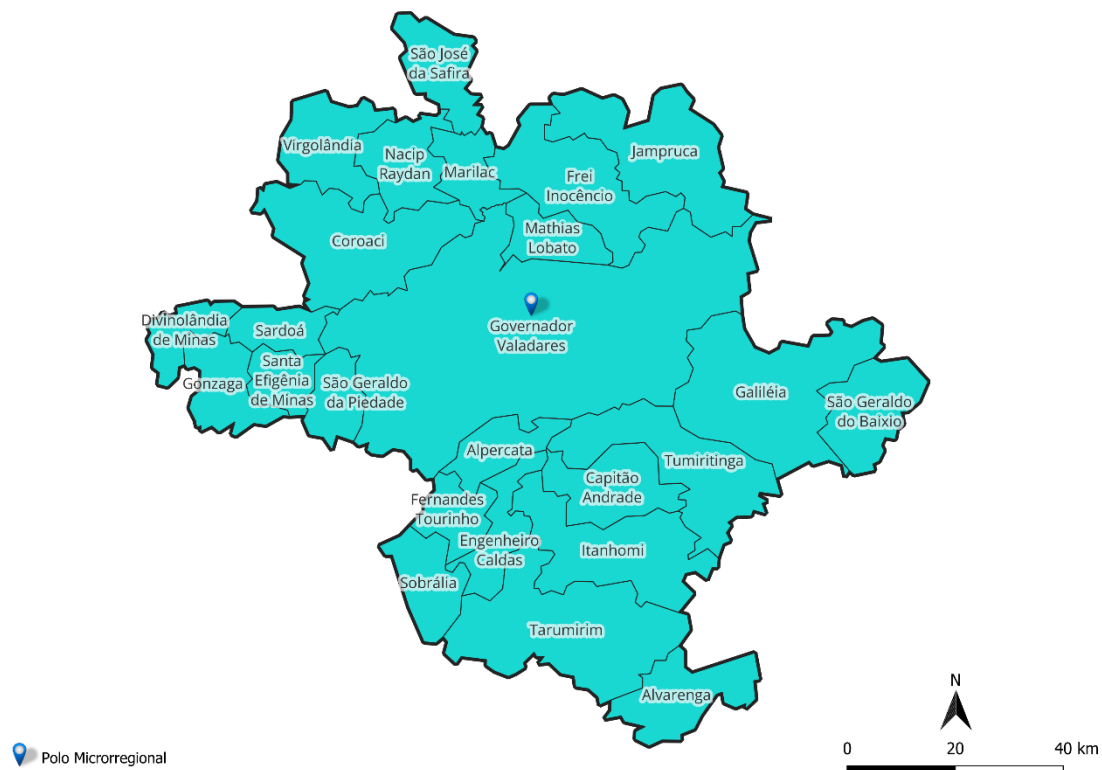 São José
da Safira
Virgolândia
Nacip
Raydan
Marilac
Frei
Inocêncio
Jampruca
Coroaci
Mathias
Lobato
Divinolândia
de Minas
Sardoá
Governador
Valadares
Gonzaga
Santa
Efigênia
de Minas
São Geraldo
da Piedade
Galiléia
São Geraldo
do Baixio
Alpercata
Tumiritinga
Capitão
Andrade
Fernandes
Tourinho
Engenheiro
Caldas
Itanhomi
Sobrália
Tarumirim
Alvarenga
N
Polo Microrregional
0 20 40 km